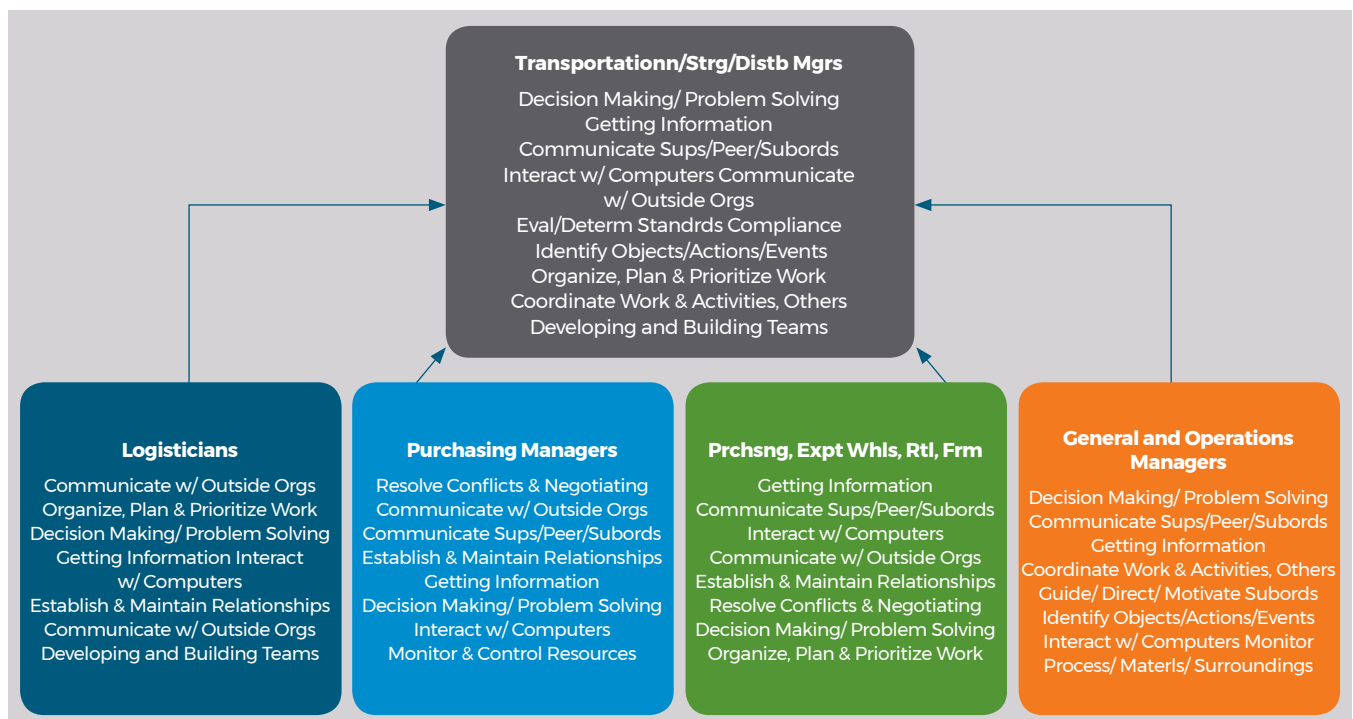 Transportationn/Strg/Distb Mgrs
Decision Making/ Problem Solving
Getting Information
Communicate Sups/Peer/Subords
Interact w/ Computers Communicate
w/ Outside Orgs
Eval/Determ Standrds Compliance
Identify Objects/Actions/Events
Organize, Plan & Prioritize Work
Coordinate Work & Activities, Others
Developing and Building Teams
Logisticians
Communicate w/ Outside Orgs
Organize, Plan & Prioritize Work
Decision Making/ Problem Solving
Getting Information Interact
w/ Computers
Establish & Maintain Relationships
Communicate w/ Outside Orgs
Developing and Building Teams
Purchasing Managers
Resolve Conflicts & Negotiating
Communicate w/ Outside Orgs
Communicate Sups/Peer/Subords
Establish & Maintain Relationships
Getting Information
Decision Making/ Problem Solving
Interact w/ Computers
Monitor & Control Resources
Prchsng, Expt Whls, Rtl, Frm
Getting Information
Communicate Sups/Peer/Subords
Interact w/ Computers
Communicate w/ Outside Orgs
Establish & Maintain Relationships
Resolve Conflicts & Negotiating
Decision Making/ Problem Solving
Organize, Plan & Prioritize Work
General and Operations
Managers
Decision Making/ Problem Solving
Communicate Sups/Peer/Subords
Getting Information
Coordinate Work & Activities, Others
Guide/ Direct/ Motivate Subords
Identify Objects/Actions/Events
Interact w/ Computers Monitor
Process/ Materls/ Surroundings